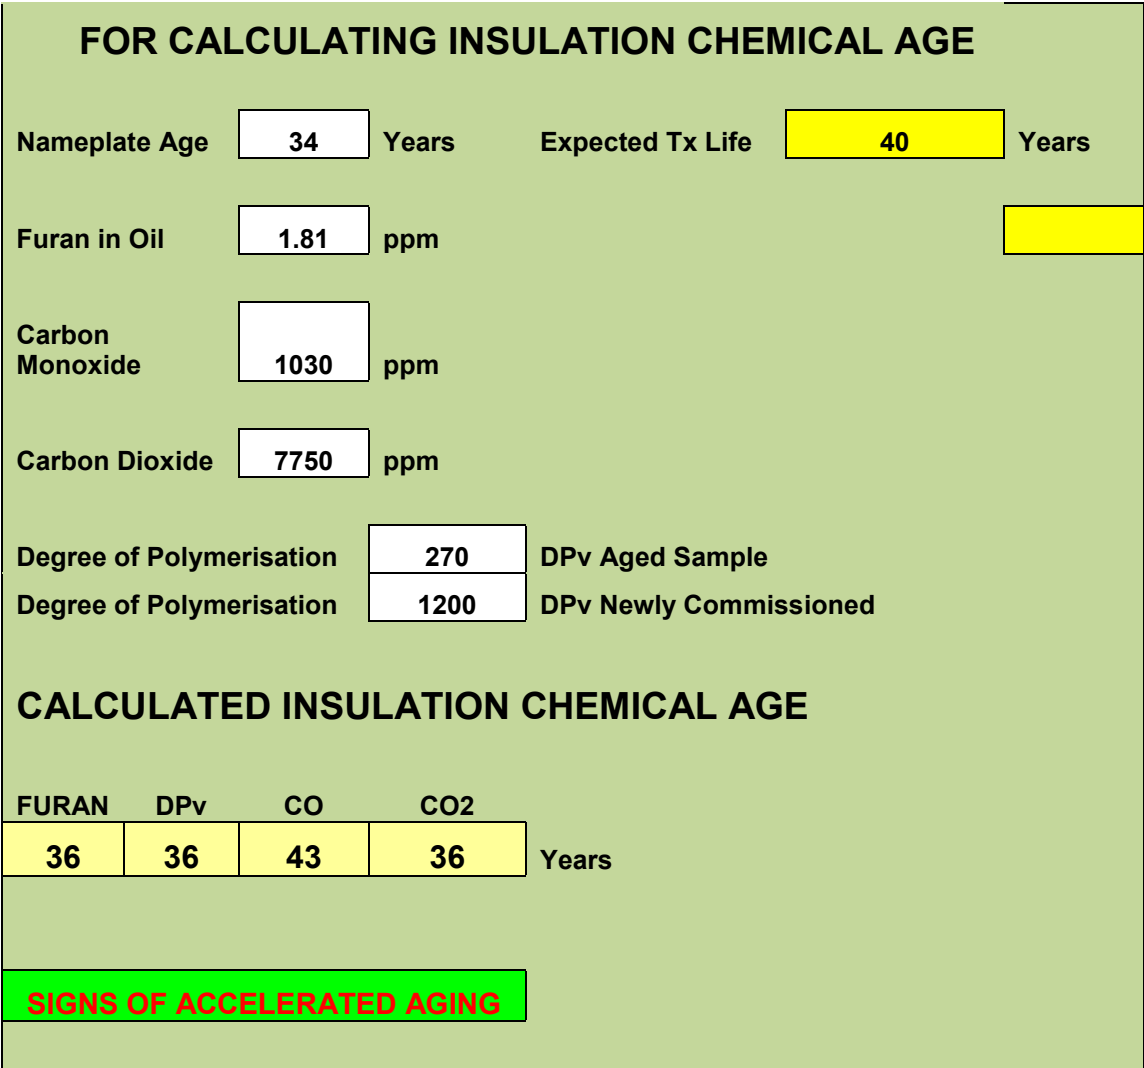 FOR CALCULATING INSULATION CHEMICAL AGE
Nameplate Age 34 Years Expected Tx Life 40 Years
Furan in Oil 1.81 ppm
Carbon
Monoxide 1030 ppm
Carbon Dioxide 7750 ppm
Degree of Polymerisation 270 DPv Aged Sample
Degree of Polymerisation 1200 DPv Newly Commissioned
CALCULATED INSULATION CHEMICAL AGE
FURAN DPv CO CO2
36 36 43 36 Years
SIGNS OF ACCELERATED AGING